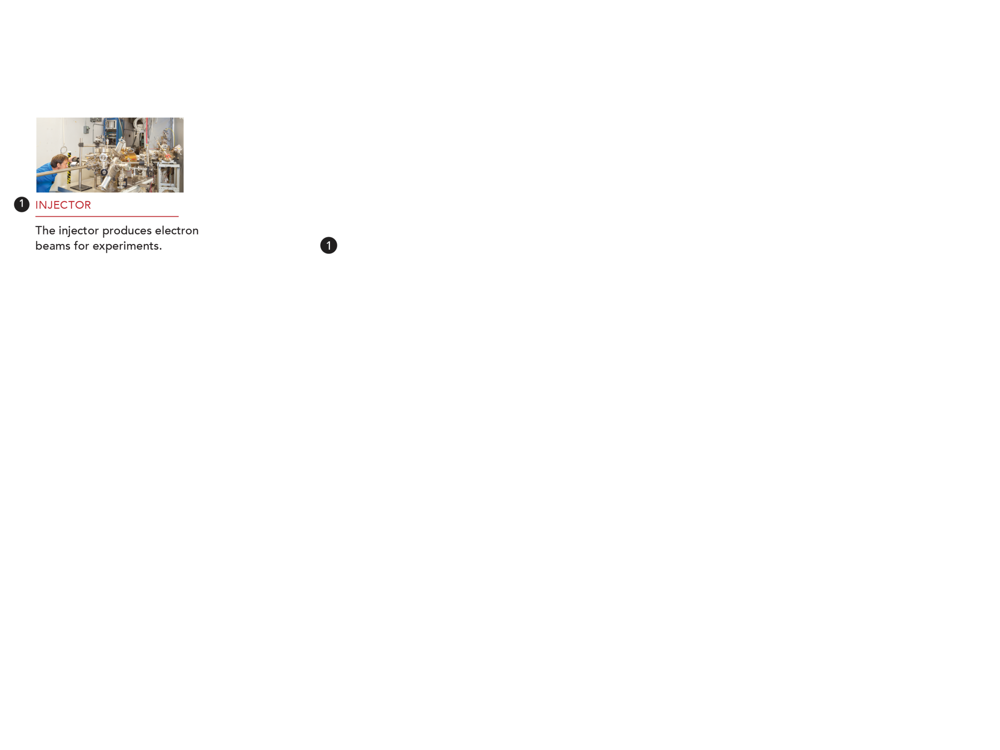 1
INJECTOR
The injector produces electron
beams for experiments.
1